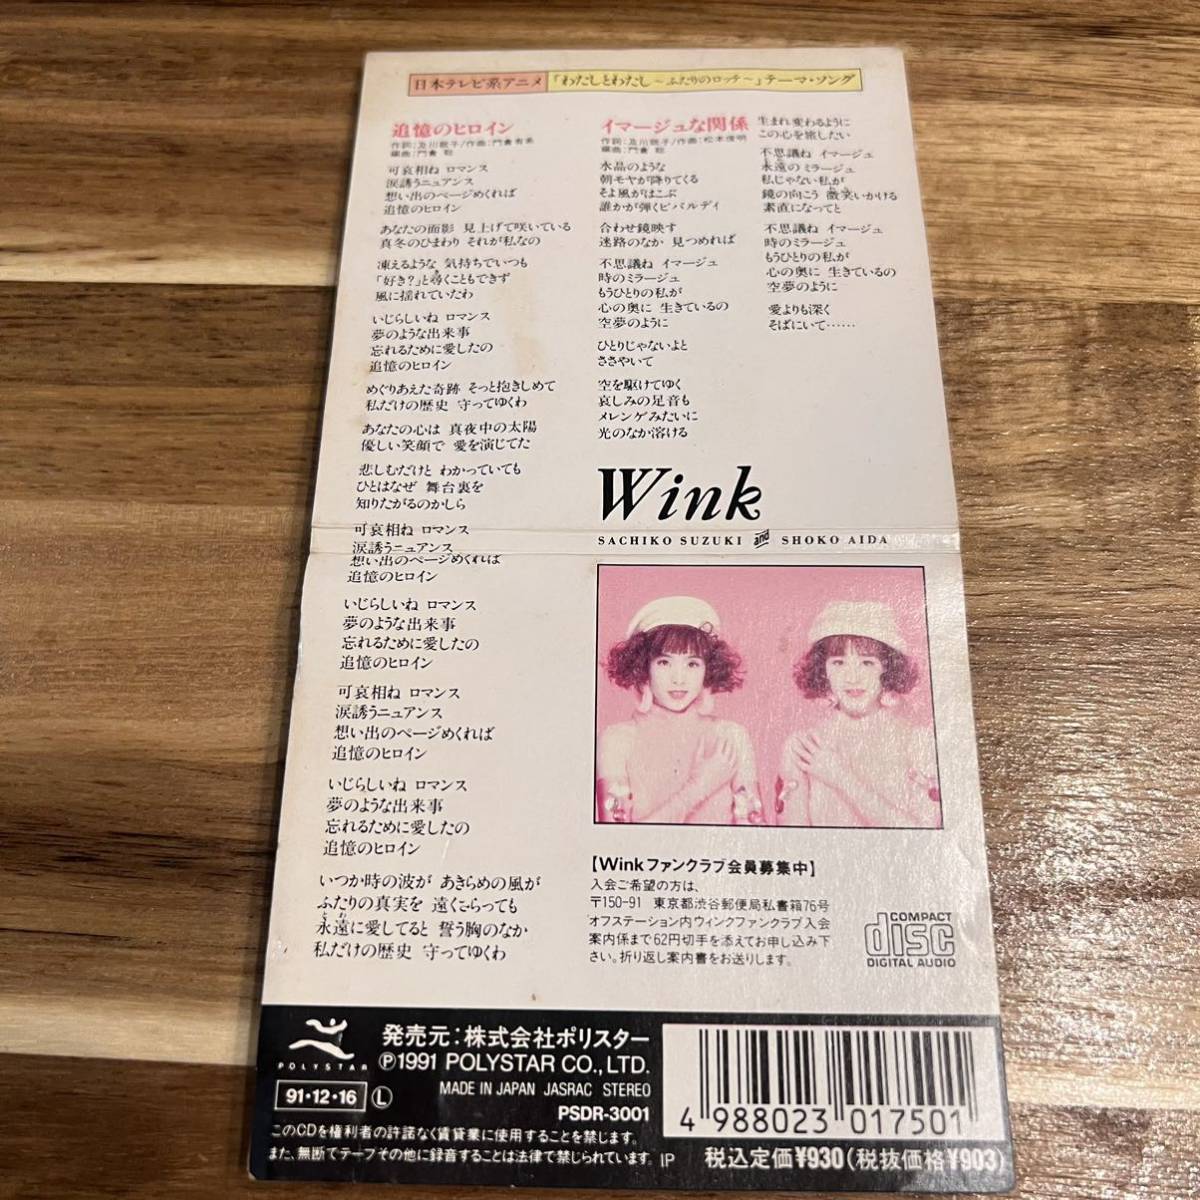 日本テレビ系アニメ「わたしとわたし～ふたりのロッテ～」テーマ・ソング
追憶のヒロイン
作詞:及川眠子/作曲:門倉有希
編曲:門倉 聡
可哀相ね ロマンス
涙誘うニュアンス
想い出のページめくれば
追憶のヒロイン
あなたの面影 見上げて咲いている
真冬のひまわり それが私なの
凍えるような 気持ちでいつも
「好き?」と尋くこともできず
風に揺れていたわ
いじらしいね ロマンス
夢のような出来事
忘れるために愛したの
追憶のヒロイン
めぐりあえた奇跡 そっと抱きしめて
私だけの歴史 守ってゆくわ
あなたの心は 真夜中の太陽
優しい笑顔で 愛を演じてた
悲しむだけと わかっていても
ひとはなぜ 舞台裏を
知りたがるのかしら
可哀相ね ロマンス
涙誘うニュアンス
想い出のページめくれば
追憶のヒロイン
いじらしいね ロマンス
夢のような出来事
忘れるために愛したの
追憶のヒロイン
可哀相ね ロマンス
涙誘うニュアンス
想い出のページめくれば
追憶のヒロイン
いじらしいね ロマンス
夢のような出来事
忘れるために愛したの
追憶のヒロイン
いつか時の波が あきらめの風が
ふたりの真実を 遠くさらっても
永遠に愛してると 誓う胸のなか
私だけの歴史 守ってゆくわ
イマージュな関係
作詞:及川眠子/作曲:松本俊明
編曲:門倉 聡
水晶のような
朝モヤが降りてくる
そよ風がはこぶ
誰かが弾くビバルディ
合わせ鏡映す
迷路のなか 見つめれば
不思議ね イマージュ
時のミラージュ
もうひとりの私が
心の奥に 生きているの
空夢のように
ひとりじゃないよと
ささやいて
空を駆けてゆく
哀しみの足音も
メレンゲみたいに
光のなか溶ける
生まれ変わるように
この心を旅したい
不思議ね イマージュ
永遠のミラージュ
私じゃない私が
鏡の向こう 微笑いかける
素直になってと
不思議ね イマージュ
時のミラージュ
もうひとりの私が
心の奥に 生きているの
空夢のように
愛よりも深く
そばにいて……
Wink
SACHIKO SUZUKI and SHOKO AIDA
【Winkファンクラブ会員募集中】
入会ご希望の方は、
〒150-91 東京都渋谷郵便局私書箱76号
オフステーション内ウィンクファンクラブ入会
案内係まで62円切手を添えてお申し込み下
さい。折り返し案内書をお送りします。
COMPACT
disc
DIGITAL AUDIO
POLYSTAR
発売元:株式会社ポリスター
Ⓟ1991 POLYSTAR CO., LTD.
MADE IN JAPAN JASRAC STEREO
91・12・16 Ⓛ
PSDR-3001
4 988023 017501
このCDを権利者の許諾なく賃貸業に使用することを禁じます。
また、無断でテープその他に録音することは法律で禁じられています。 IP
税込定価¥930(税抜価格¥903)